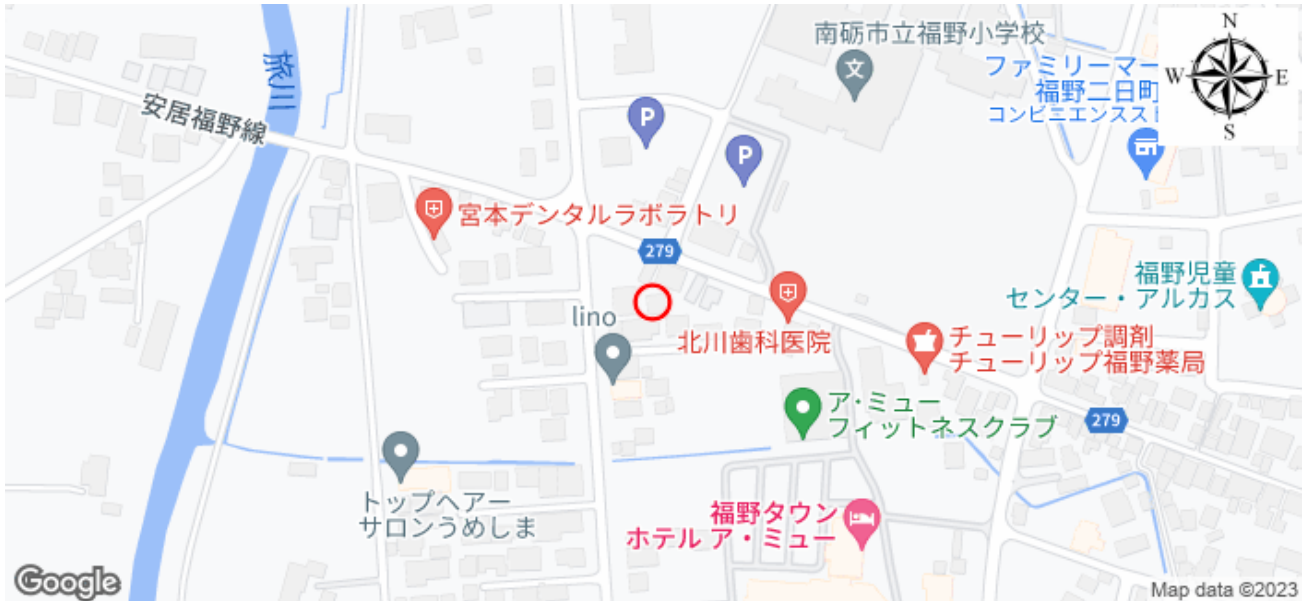 南砺市立福野小学校
N
W
E
S
ファミリーマー
福野二日町
コンビニエンススト
旅川
安居福野線
P
P
宮本デンタルラボラトリ
279
福野児童
センター・アルカス
lino
北川歯科医院
チューリップ調剤
チューリップ福野薬局
ア・ミュー
フィットネスクラブ
279
トップヘアー
サロンうめしま
福野タウン
ホテル ア・ミュー
Google
Map data ©2023